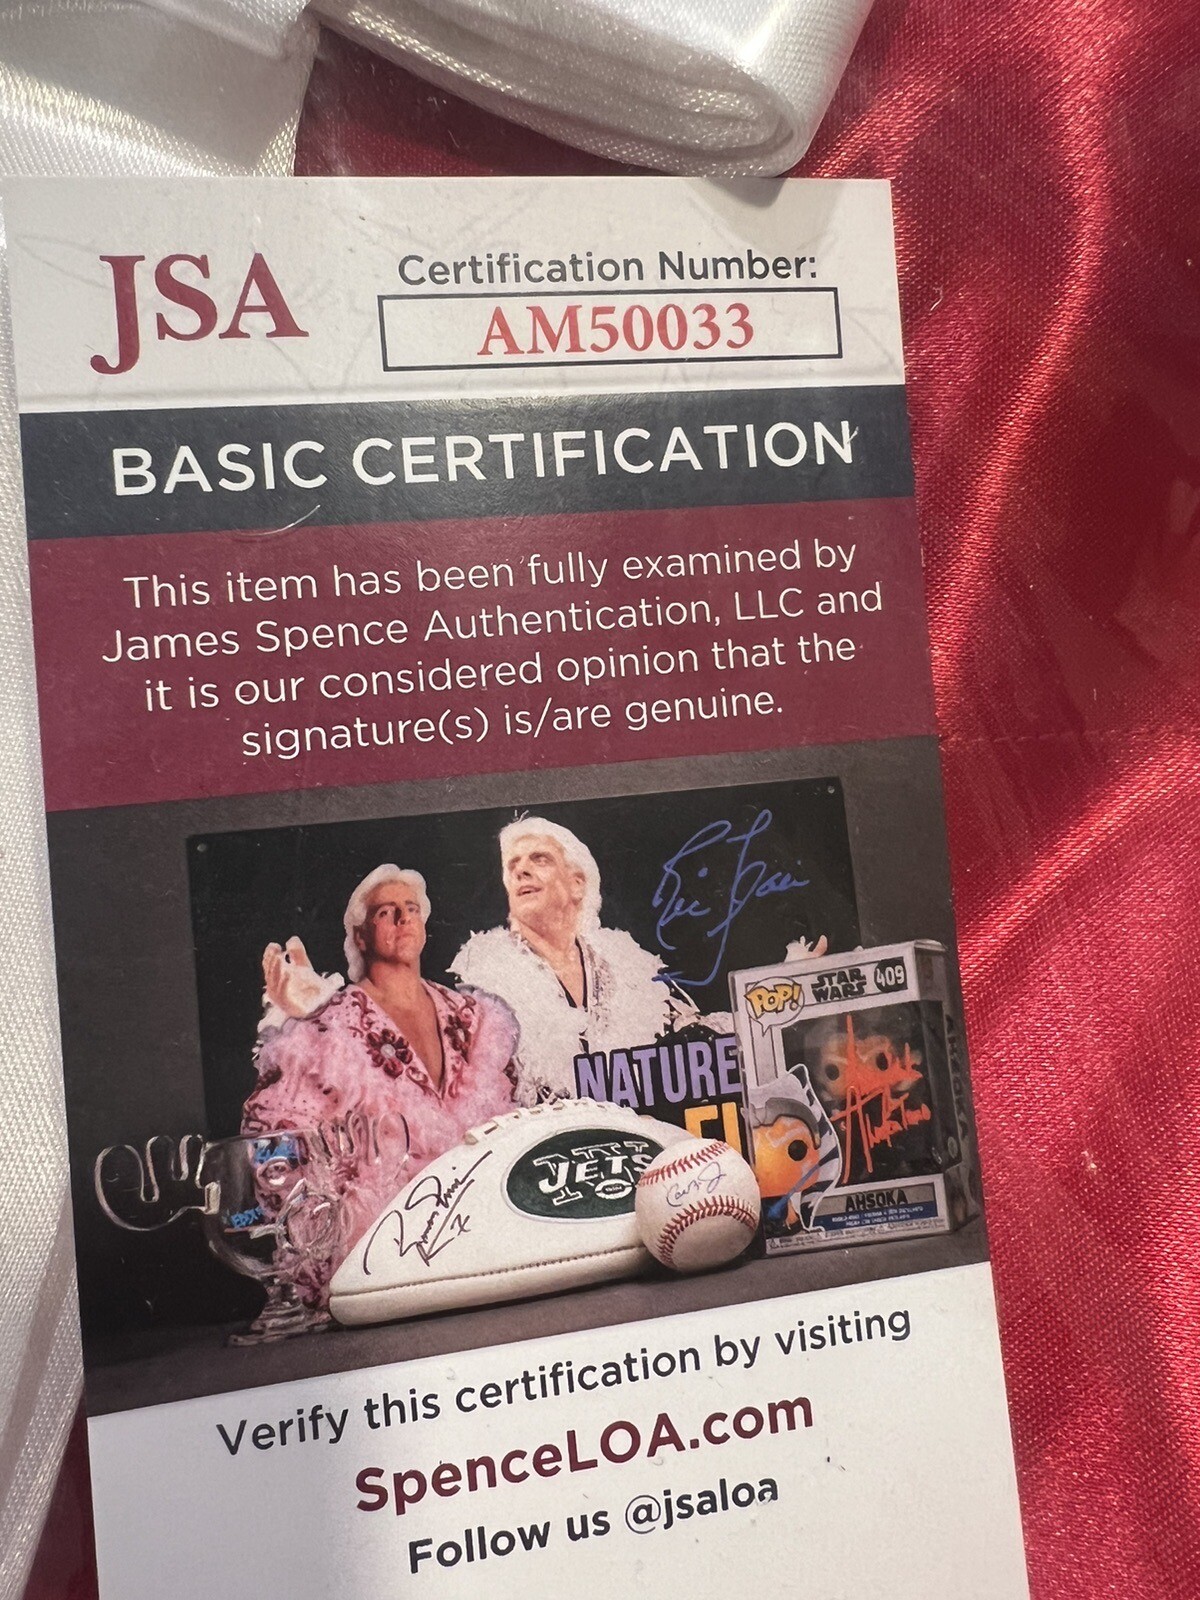 JSA
Certification Number:
AM50033
BASIC CERTIFICATION
This item has been fully examined by
James Spence Authentication, LLC and
it is our considered opinion that the
signature(s) is/are genuine.
Ric Flair
NATURE
POP!
STAR
WARS
409
JETS
AHSOKA
Verify this certification by visiting
SpenceLOA.com
Follow us @jsaloa